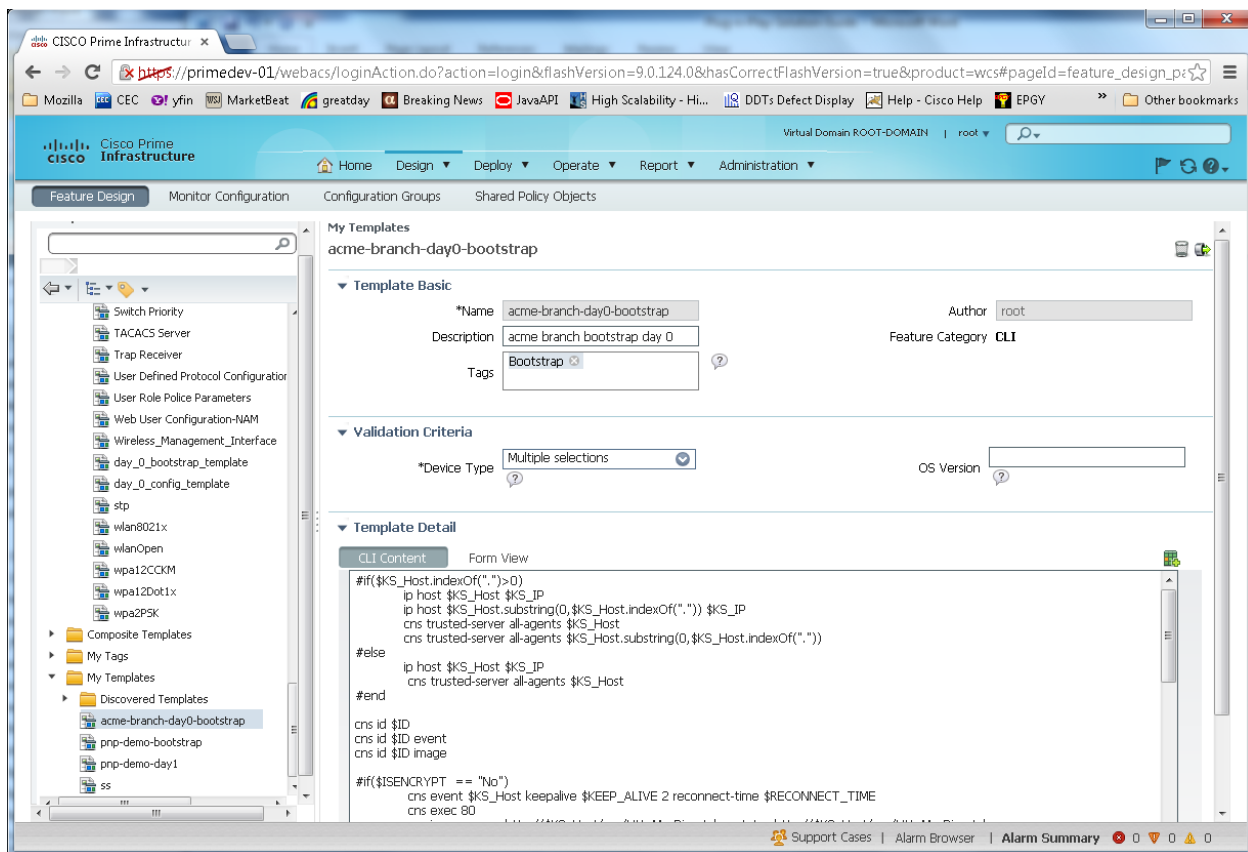 CISCO Prime Infrastructur ×
https://primedev-01/webacs/loginAction.do?action=login&flashVersion=9.0.124.0&hasCorrectFlashVersion=true&product=wcs#pageId=feature_design_pa
Mozilla CEC yfin MarketBeat greatday Breaking News JavaAPI High Scalability - Hi... DDTs Defect Display Help - Cisco Help EPGY » Other bookmarks
Virtual Domain ROOT-DOMAIN | root
CISCO Cisco Prime
Infrastructure
Home Design Deploy Operate Report Administration
Feature Design Monitor Configuration Configuration Groups Shared Policy Objects
Switch Priority
TACACS Server
Trap Receiver
User Defined Protocol Configuration
User Role Police Parameters
Web User Configuration-NAM
Wireless_Management_Interface
day_0_bootstrap_template
day_0_config_template
stp
wlan8021x
wlanOpen
wpa12CCKM
wpa12Dot1x
wpa2PSK
Composite Templates
My Tags
My Templates
Discovered Templates
acme-branch-day0-bootstrap
pnp-demo-bootstrap
pnp-demo-day1
ss
My Templates
acme-branch-day0-bootstrap
Template Basic
*Name acme-branch-day0-bootstrap Author root
Description acme branch bootstrap day 0 Feature Category CLI
Tags Bootstrap
Validation Criteria
*Device Type Multiple selections OS Version
Template Detail
CLI Content Form View
#if($KS_Host.indexOf(".")>0)
ip host $KS_Host $KS_IP
ip host $KS_Host.substring(0,$KS_Host.indexOf(".")) $KS_IP
cns trusted-server all-agents $KS_Host
cns trusted-server all-agents $KS_Host.substring(0,$KS_Host.indexOf("."))
#else
ip host $KS_Host $KS_IP
cns trusted-server all-agents $KS_Host
#end
cns id $ID
cns id $ID event
cns id $ID image
#if($ISENCRYPT == "No")
cns event $KS_Host keepalive $KEEP_ALIVE 2 reconnect-time $RECONNECT_TIME
cns exec 80
Support Cases | Alarm Browser | Alarm Summary 0 0 0